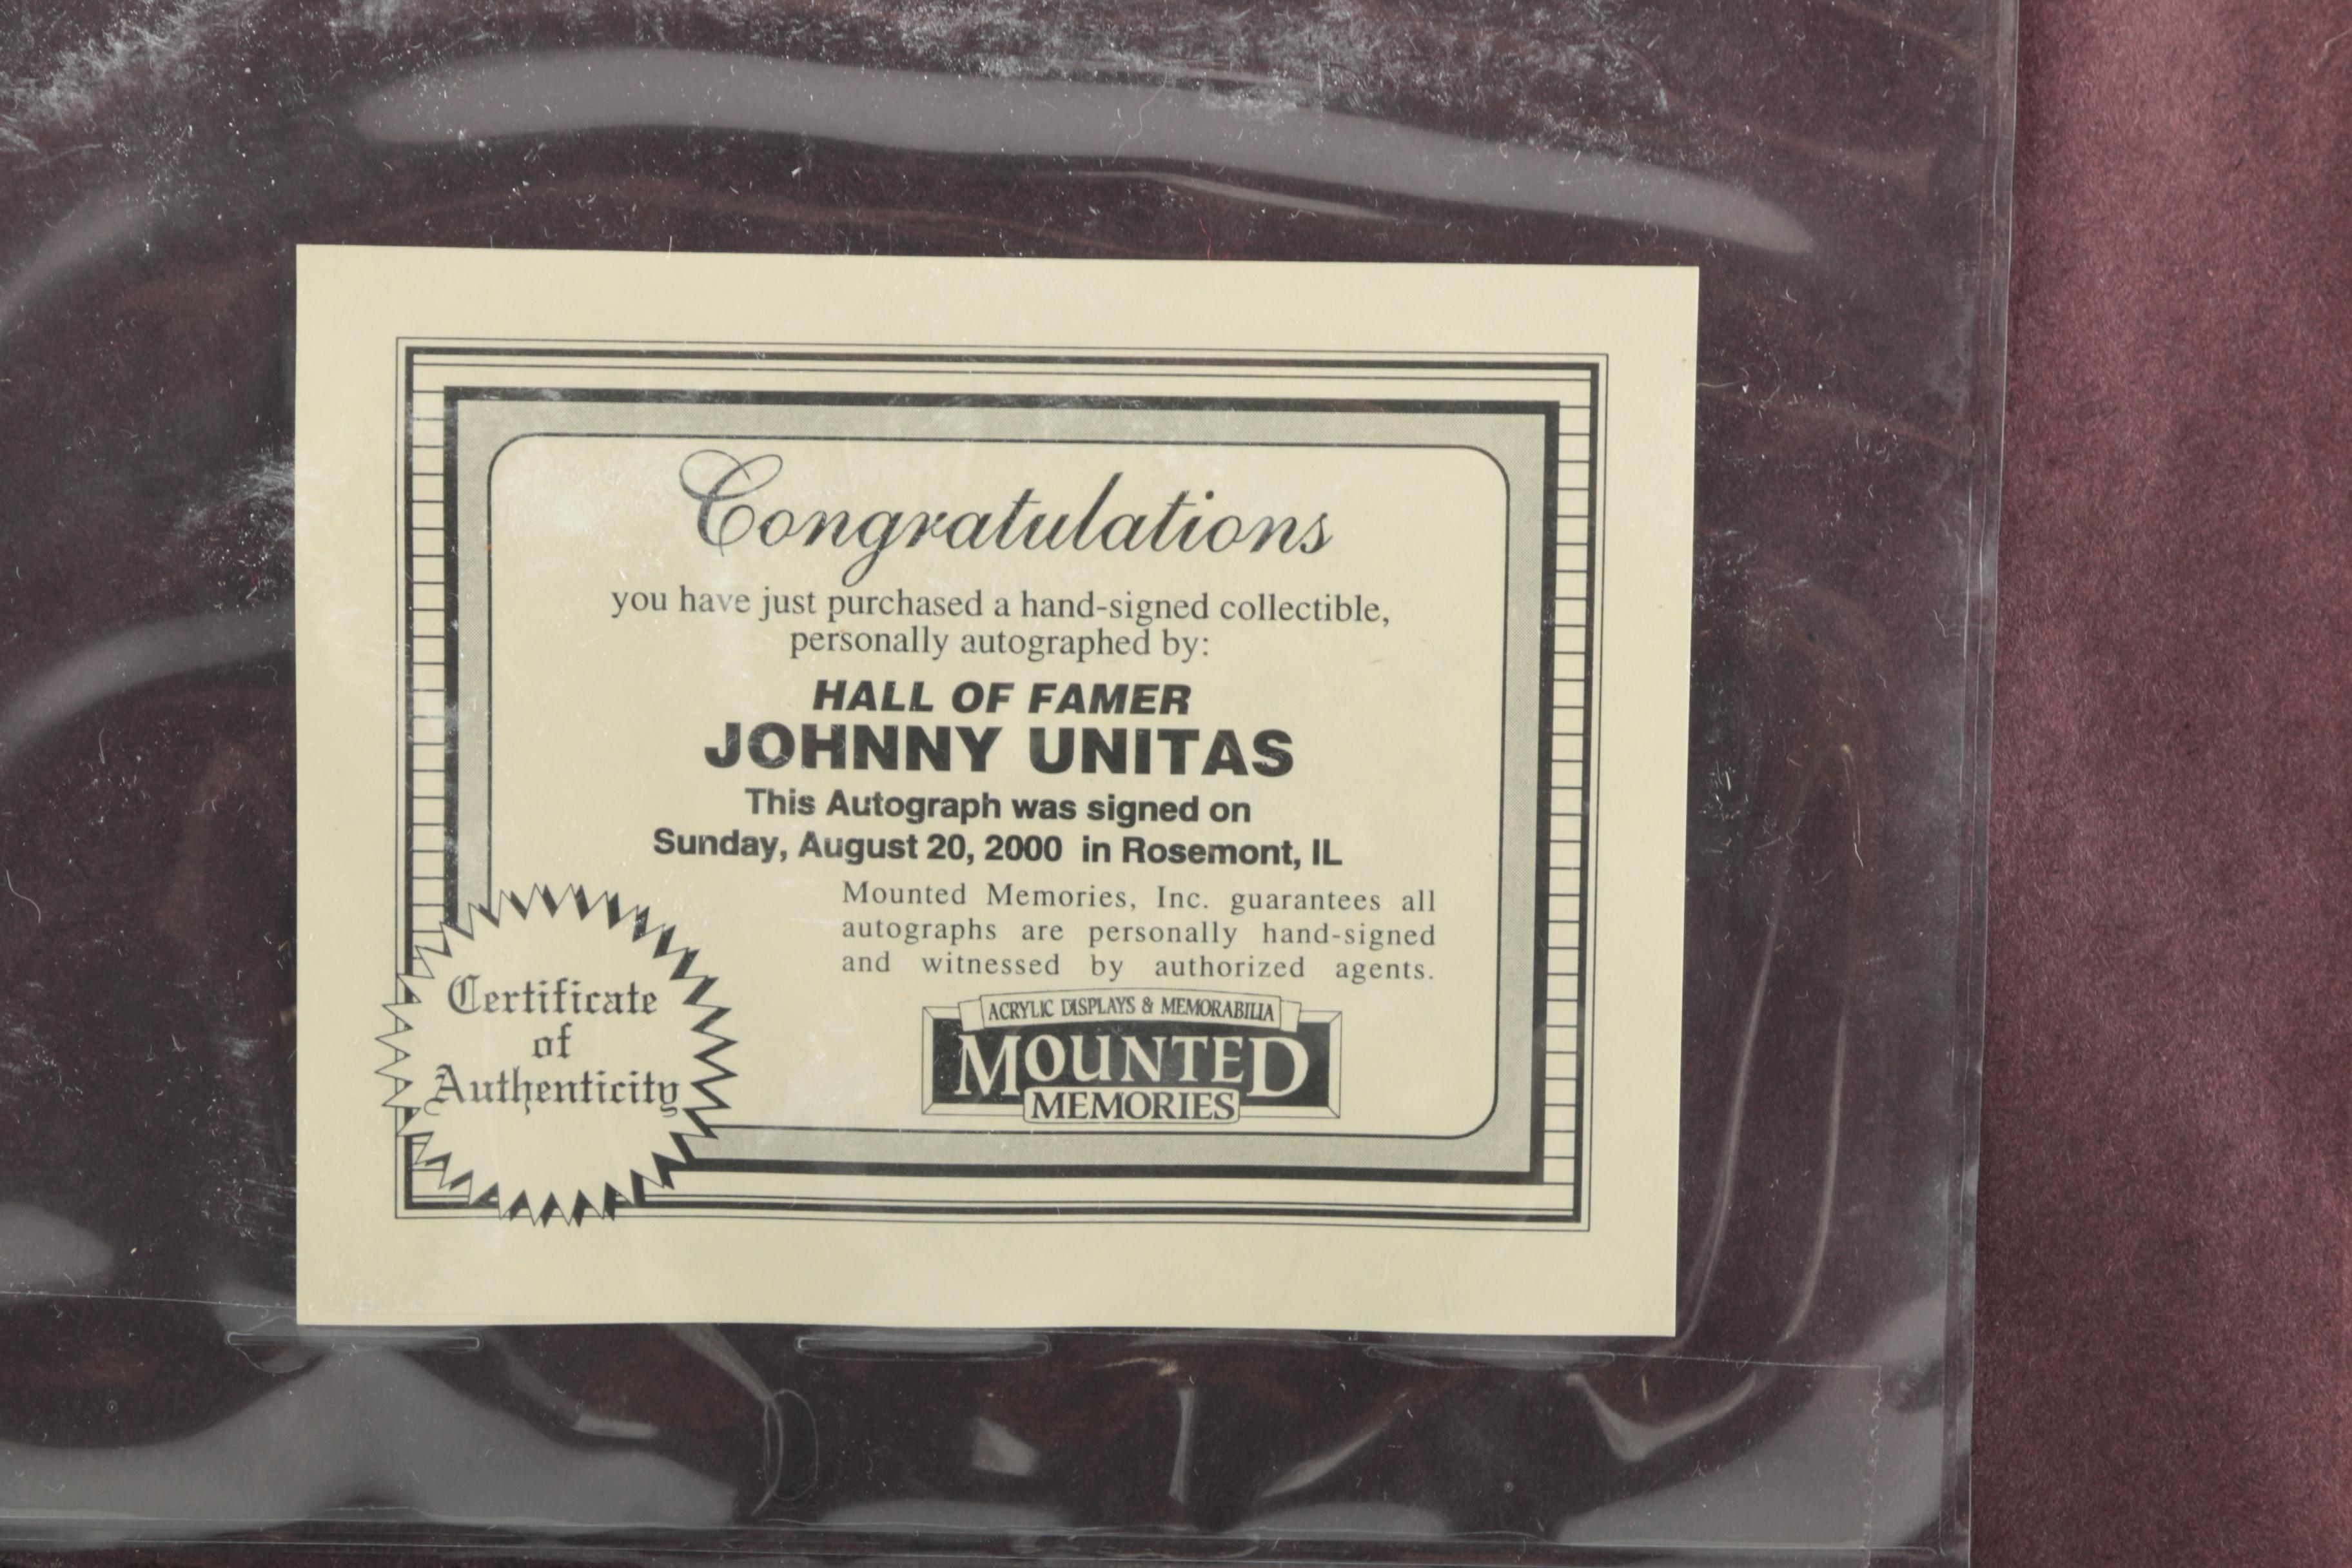 Congratulations
you have just purchased a hand-signed collectible,
personally autographed by:
HALL OF FAMER
JOHNNY UNITAS
This Autograph was signed on
Sunday, August 20, 2000 in Rosemont, IL
Mounted Memories, Inc. guarantees all
autographs are personally hand-signed
and witnessed by authorized agents.
Certificate
of
Authenticity
ACRYLIC DISPLAYS & MEMORABILIA
MOUNTED
MEMORIES